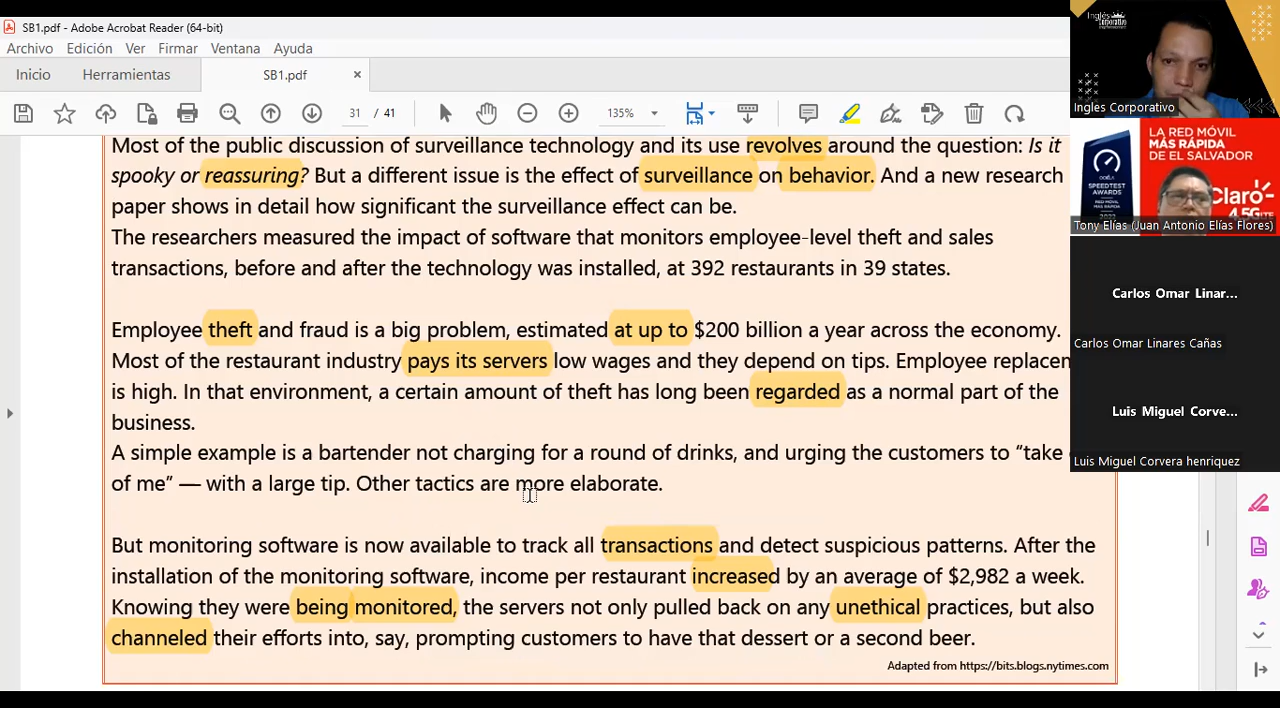 SB1.pdf - Adobe Acrobat Reader (64-bit)
Archivo Edición Ver Firmar Ventana Ayuda
Inicio Herramientas SB1.pdf ×
31 / 41 135%
Most of the public discussion of surveillance technology and its use revolves around the question: Is it
spooky or reassuring? But a different issue is the effect of surveillance on behavior. And a new research
paper shows in detail how significant the surveillance effect can be.
The researchers measured the impact of software that monitors employee-level theft and sales
transactions, before and after the technology was installed, at 392 restaurants in 39 states.
Employee theft and fraud is a big problem, estimated at up to $200 billion a year across the economy.
Most of the restaurant industry pays its servers low wages and they depend on tips. Employee replacem
is high. In that environment, a certain amount of theft has long been regarded as a normal part of the
business.
A simple example is a bartender not charging for a round of drinks, and urging the customers to “take
of me” — with a large tip. Other tactics are more elaborate.
But monitoring software is now available to track all transactions and detect suspicious patterns. After the
installation of the monitoring software, income per restaurant increased by an average of $2,982 a week.
Knowing they were being monitored, the servers not only pulled back on any unethical practices, but also
channeled their efforts into, say, prompting customers to have that dessert or a second beer.
Adapted from https://bits.blogs.nytimes.com
Inglés
Corporativo
Ingles Corporativo
LA RED MÓVIL
MÁS RÁPIDA
DE EL SALVADOR
SPEEDTEST
AWARDS
Claro
4.5G
Tony Elías (Juan Antonio Elías Flores)
Carlos Omar Linar...
Carlos Omar Linares Cañas
Luis Miguel Corve...
Luis Miguel Corvera henriquez